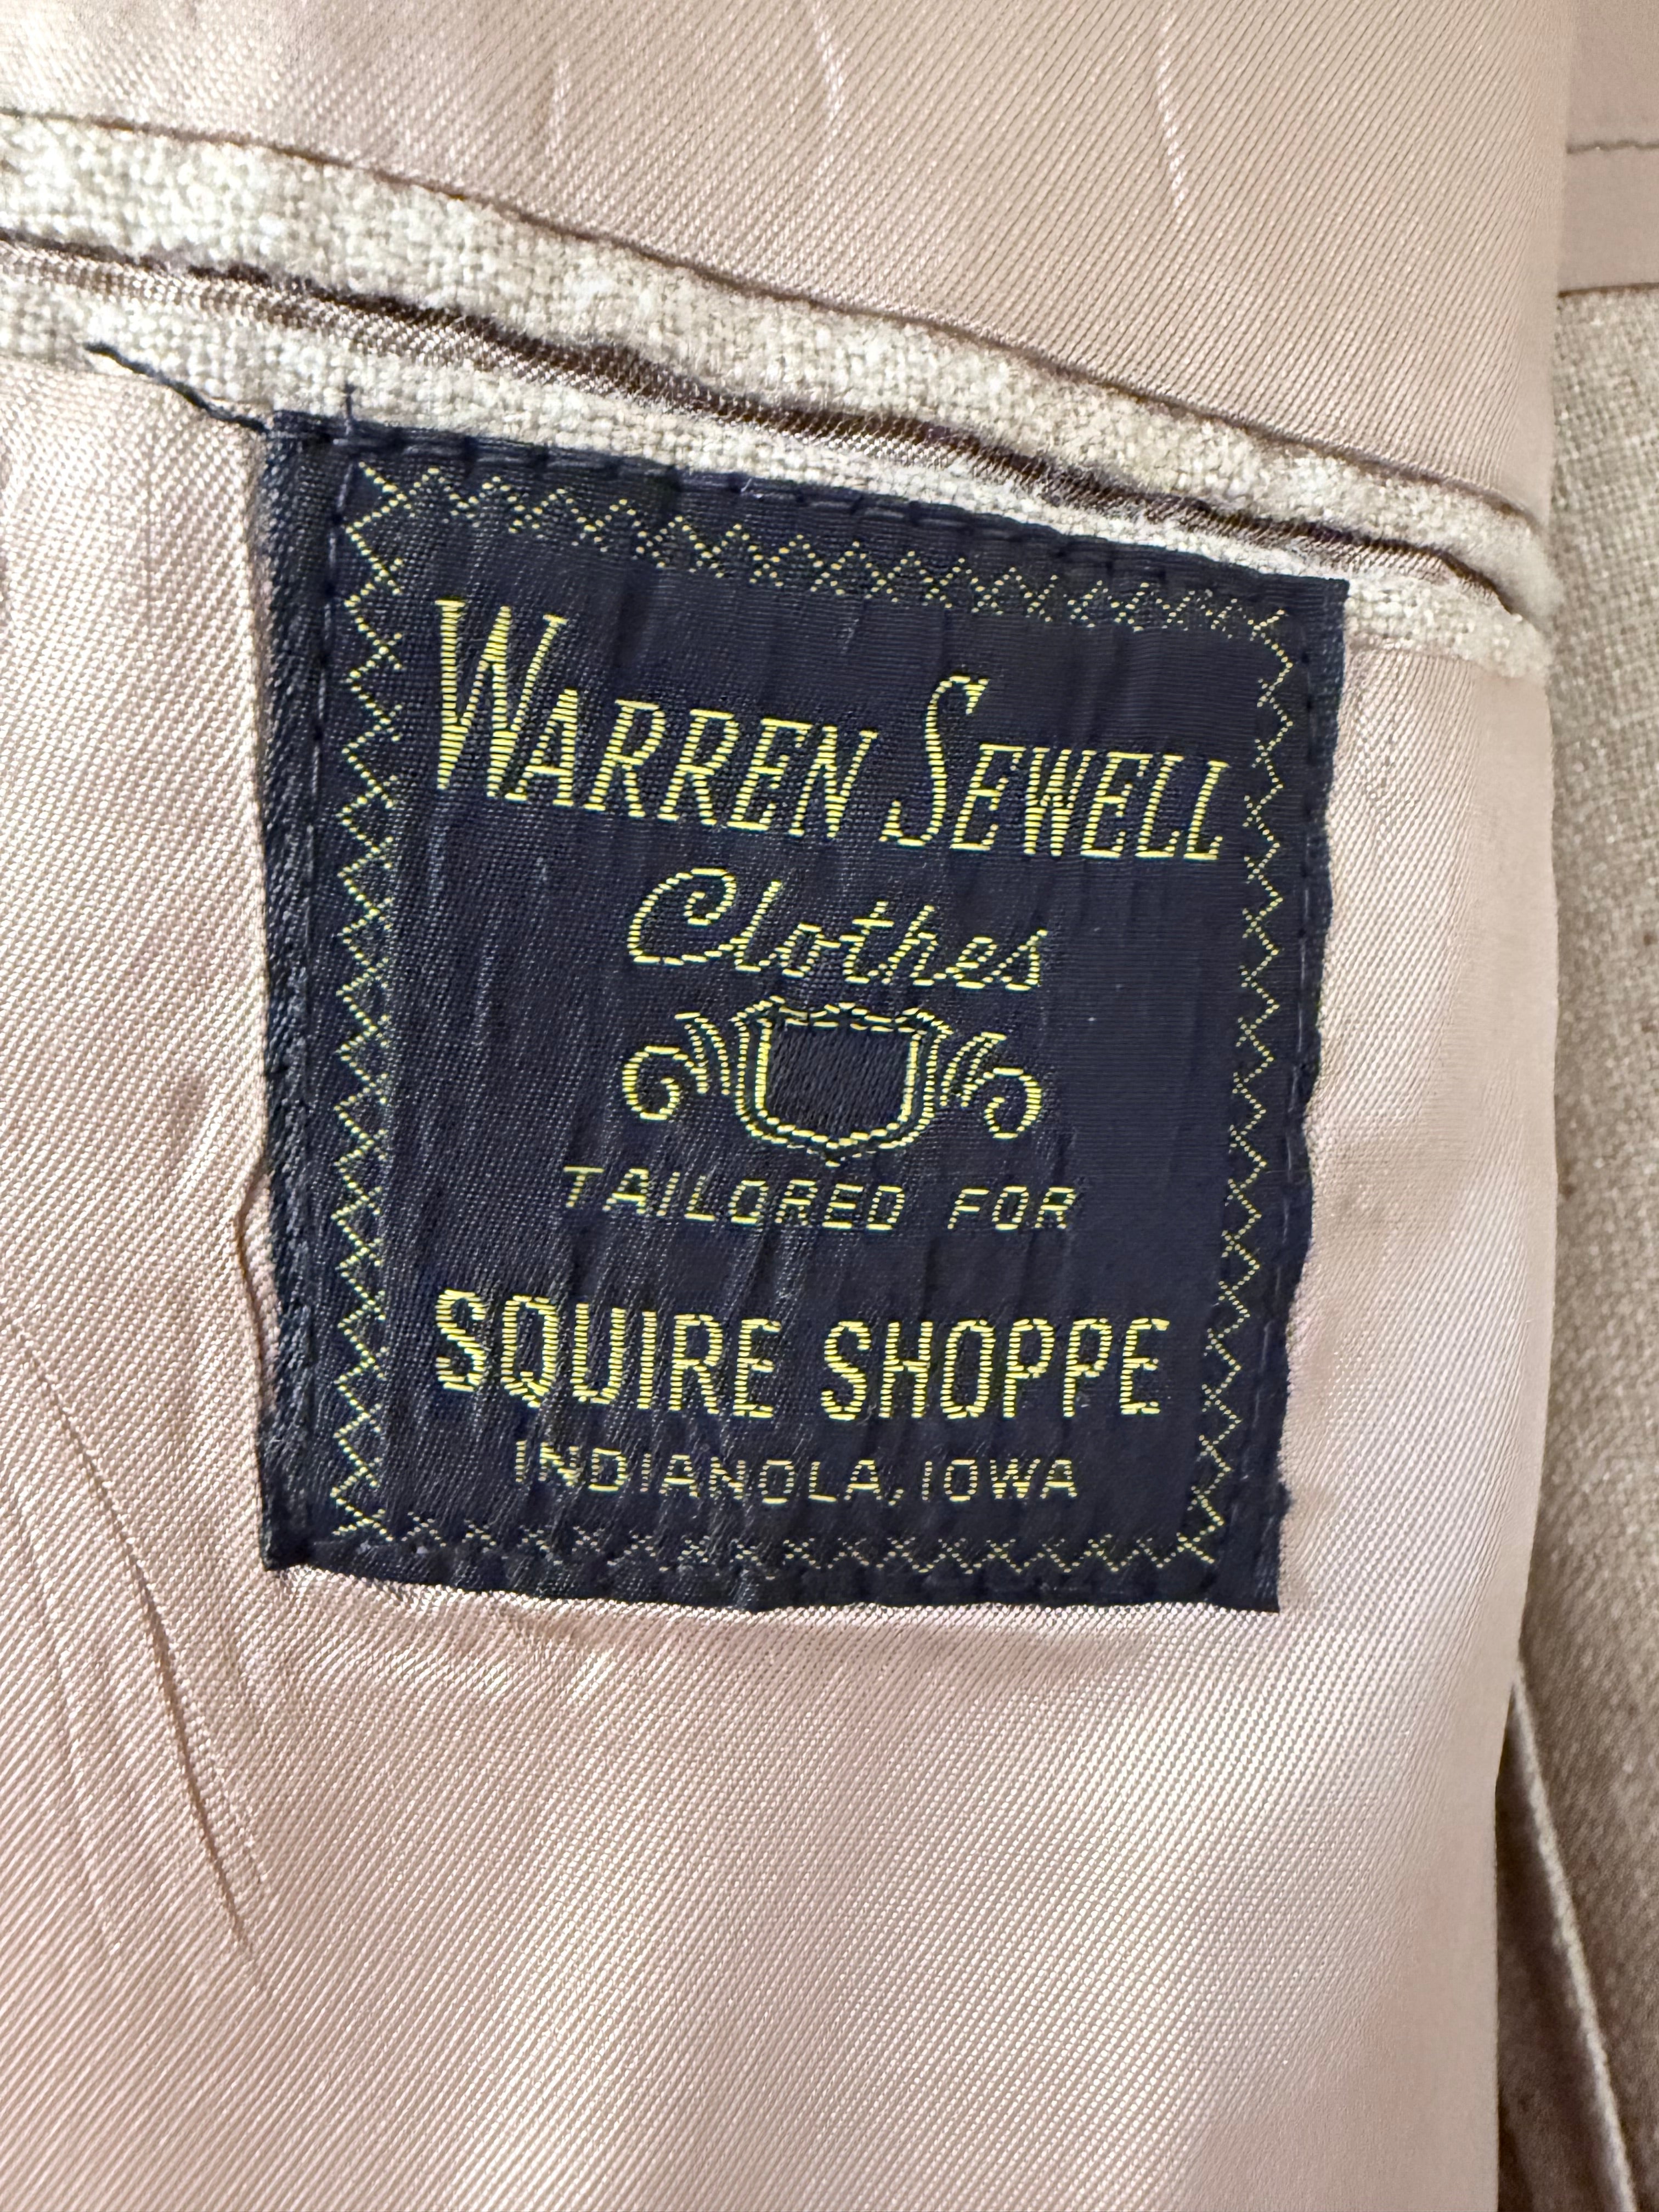 WARREN SEWELL
Clothes
TAILORED FOR
SQUIRE SHOPPE
INDIANOLA, IOWA